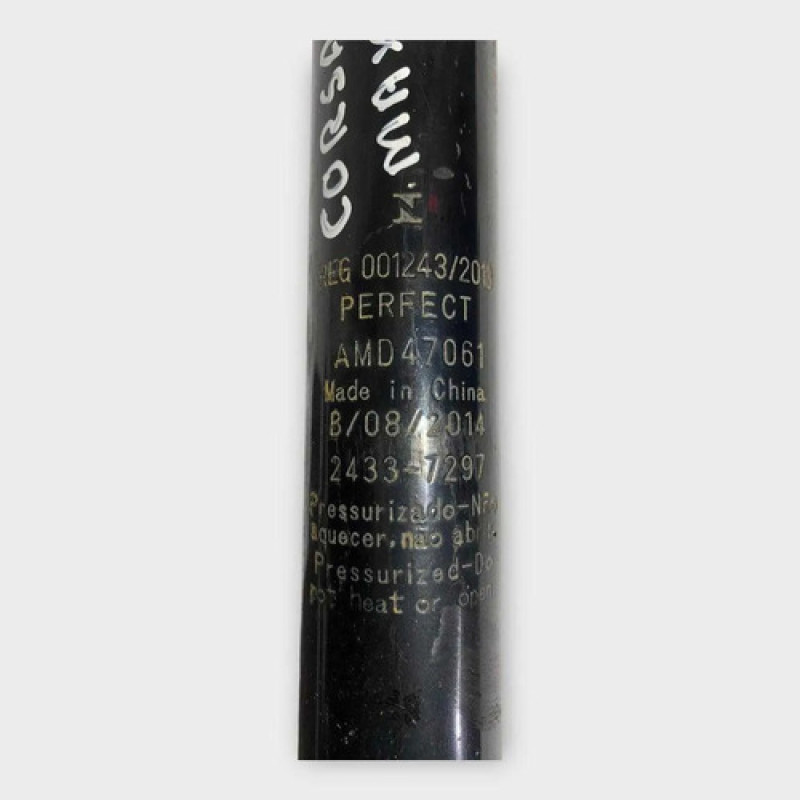 CORSA
MAX
REG 001243/2013
PERFECT
AMD47061
Made in China
B/08/2014
2433-7297
Pressurizado-Não
aquecer, não abrir
Pressurized-Do
not heat or open